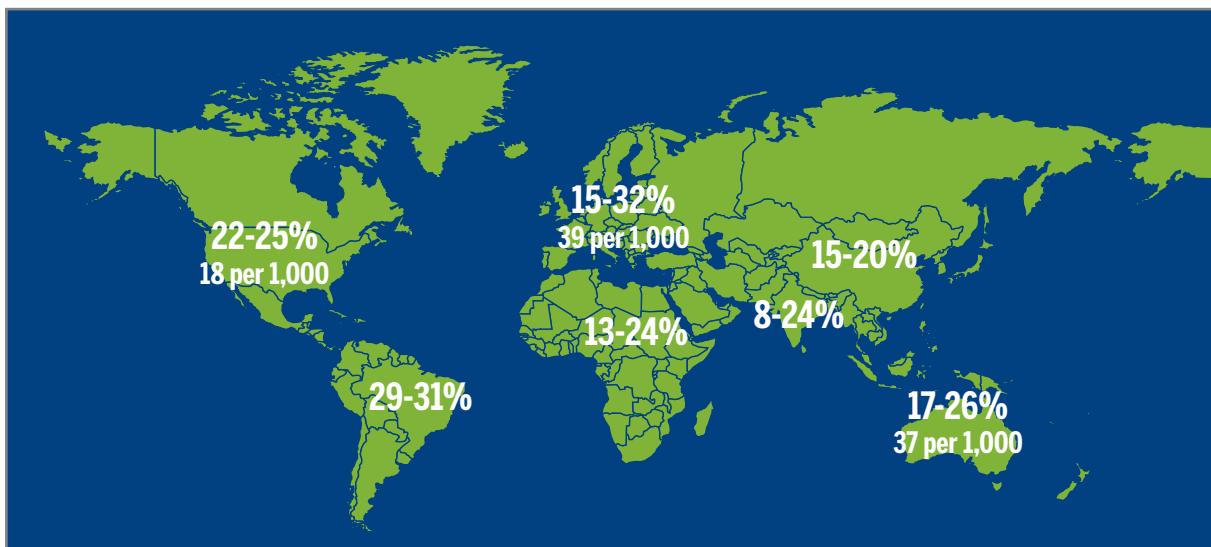 15-32%
39 per 1,000
22-25%
18 per 1,000
15-20%
8-24%
13-24%
29-31%
17-26%
37 per 1,000